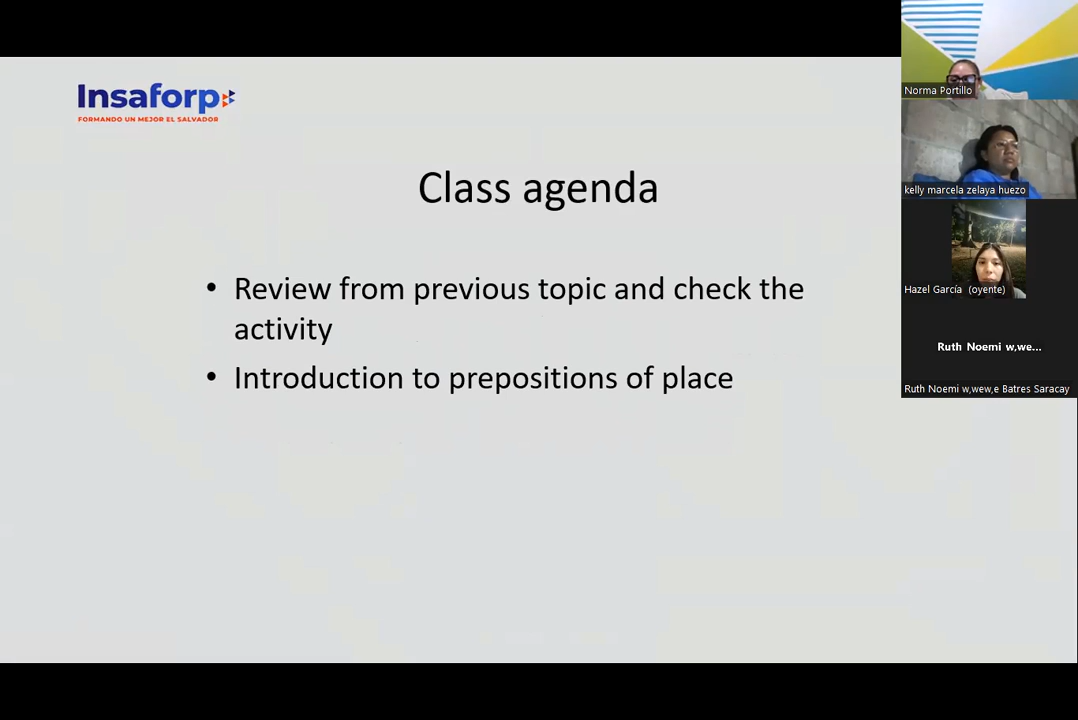 Insaforp
FORMANDO UN MEJOR EL SALVADOR
Class agenda
• Review from previous topic and check the
activity
• Introduction to prepositions of place
Norma Portillo
kelly marcela zelaya huezo
Hazel García (oyente)
Ruth Noemi w,we...
Ruth Noemi w,wew,e Batres Saracay